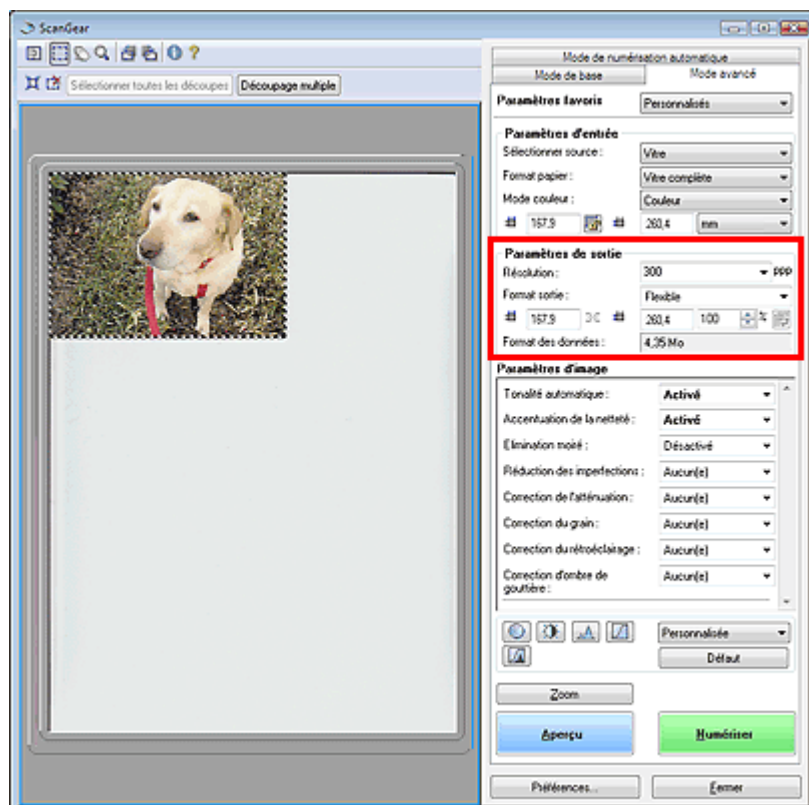 ScanGear
Sélectionner toutes les découpes Découpage multiple
Mode de numérisation automatique
Mode de base Mode avancé
Paramètres favoris Personnalisés
Paramètres d'entrée
Sélectionner source : Vitre
Format papier : Vitre complète
Mode couleur : Couleur
167,9 260,4 mm
Paramètres de sortie
Résolution : 300 ppp
Format sortie : Flexible
167,9 260,4 100 %
Format des données : 4,35 Mo
Paramètres d'image
Tonalité automatique : Activé
Accentuation de la netteté : Activé
Elimination moiré : Désactivé
Réduction des imperfections : Aucun(e)
Correction de l'atténuation : Aucun(e)
Correction du grain : Aucun(e)
Correction du rétroéclairage : Aucun(e)
Correction d'ombre de
gouttière : Aucun(e)
Personnalisée
Défaut
Zoom
Aperçu Numériser
Préférences... Fermer